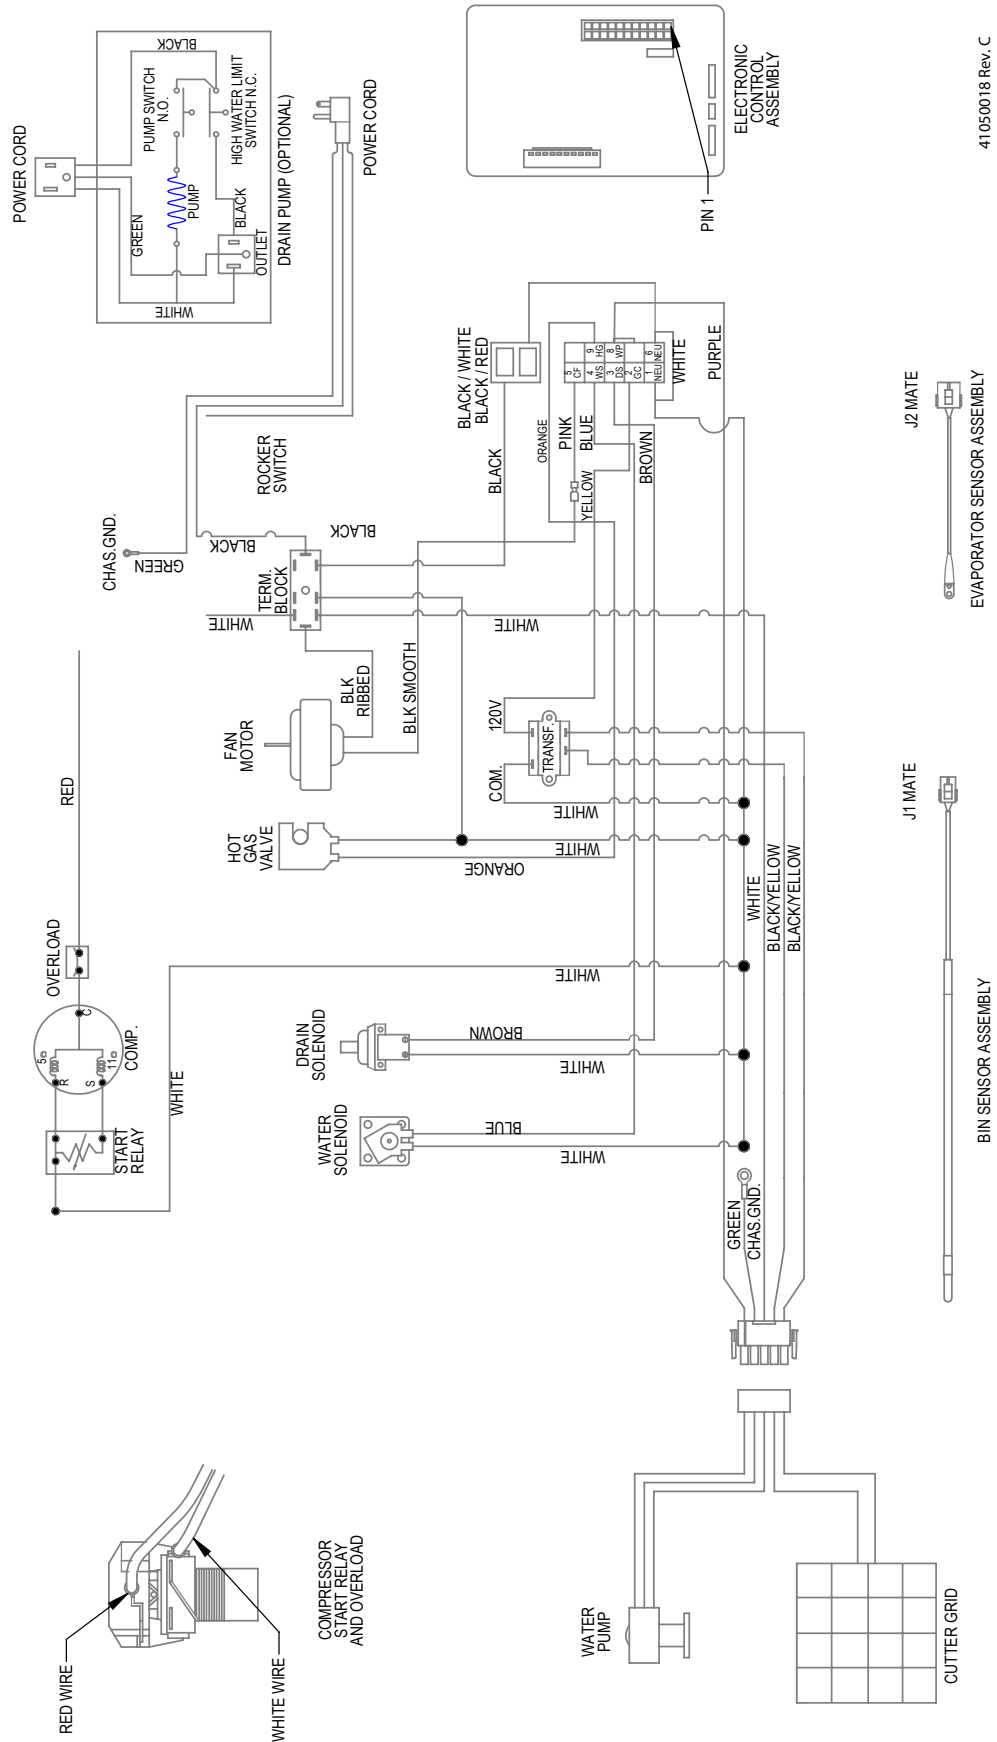 POWER CORD
BLACK
PUMP SWITCH
N.O.
HIGH WATER LIMIT
SWITCH N.C.
PUMP
GREEN
BLACK
OUTLET
WHITE
DRAIN PUMP (OPTIONAL)
POWER CORD
ELECTRONIC
CONTROL
ASSEMBLY
PIN 1
41050018 Rev. C
CHAS.GND.
GREEN
ROCKER
SWITCH
BLACK
BLACK
TERM.
BLOCK
WHITE
WHITE
BLACK / WHITE
BLACK / RED
BLACK
ORANGE
PINK
BLUE
YELLOW
BROWN
5
CF
4
WS
3
DS
2
GC
1
NEU
9
HG
8
WP
6
NEU
WHITE
PURPLE
RED
FAN
MOTOR
BLK
RIBBED
BLK SMOOTH
120V
COM.
TRANSF.
WHITE
HOT
GAS
VALVE
WHITE
ORANGE
WHITE
BLACK/YELLOW
BLACK/YELLOW
J2 MATE
EVAPORATOR SENSOR ASSEMBLY
OVERLOAD
C
5
R
S
11
COMP.
START
RELAY
WHITE
WHITE
DRAIN
SOLENOID
BROWN
WHITE
WATER
SOLENOID
BLUE
WHITE
GREEN
CHAS.GND.
J1 MATE
BIN SENSOR ASSEMBLY
RED WIRE
WHITE WIRE
COMPRESSOR
START RELAY
AND OVERLOAD
WATER
PUMP
CUTTER GRID